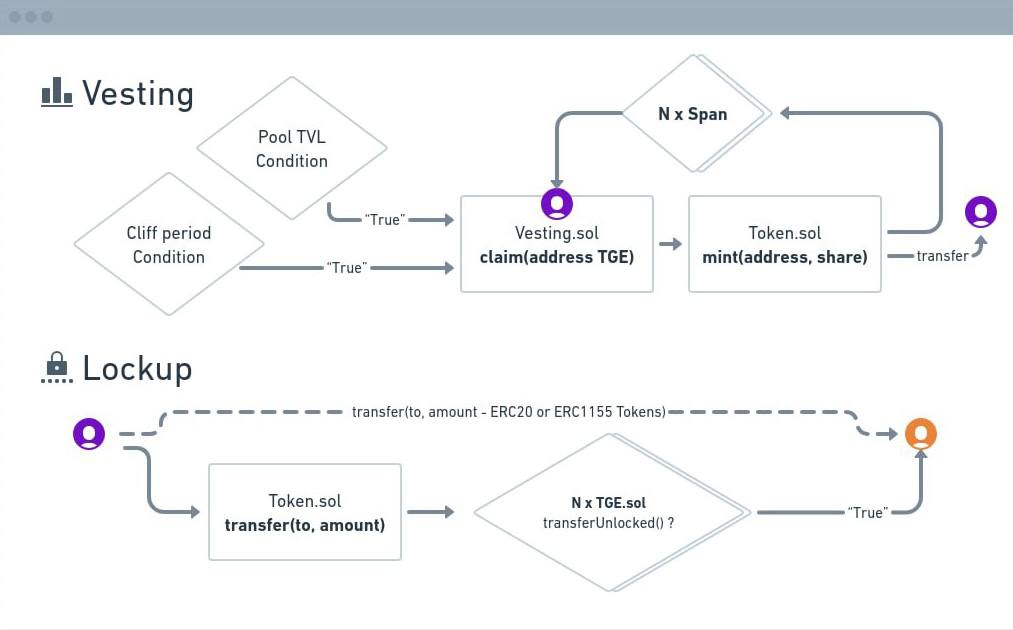 Vesting
Pool TVL
Condition
Cliff period
Condition
“True”
“True”
Vesting.sol
claim(address TGE)
N x Span
Token.sol
mint(address, share)
transfer
Lockup
transfer(to, amount - ERC20 or ERC1155 Tokens)
Token.sol
transfer(to, amount)
N x TGE.sol
transferUnlocked() ?
“True”